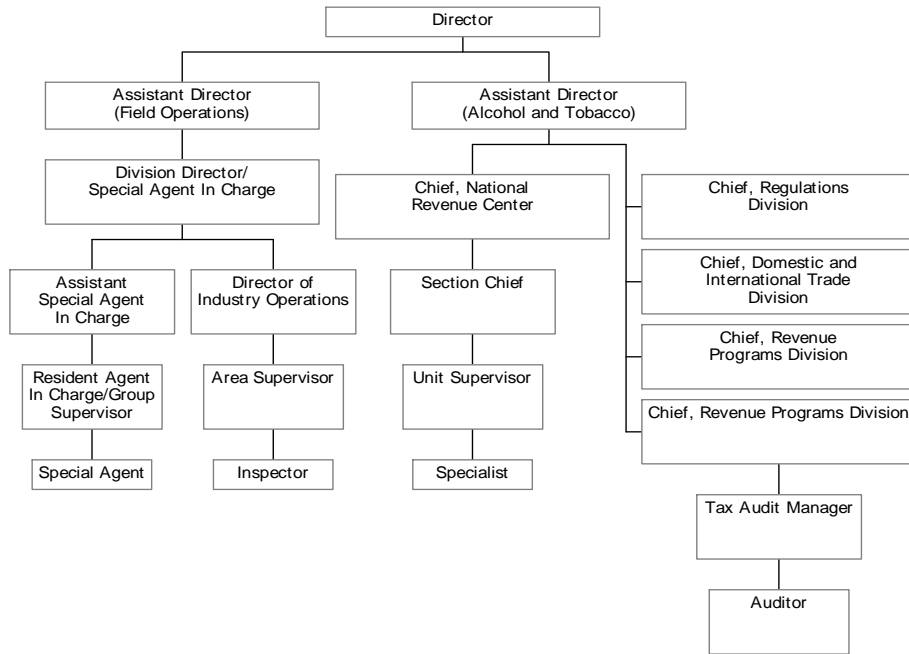 Director
Assistant Director
(Field Operations)
Assistant Director
(Alcohol and Tobacco)
Division Director/
Special Agent In Charge
Chief, National
Revenue Center
Chief, Regulations
Division
Assistant
Special Agent
In Charge
Director of
Industry Operations
Section Chief
Chief, Domestic and
International Trade
Division
Resident Agent
In Charge/Group
Supervisor
Area Supervisor
Unit Supervisor
Chief, Revenue
Programs Division
Chief, Revenue Programs Division
Special Agent
Inspector
Specialist
Tax Audit Manager
Auditor